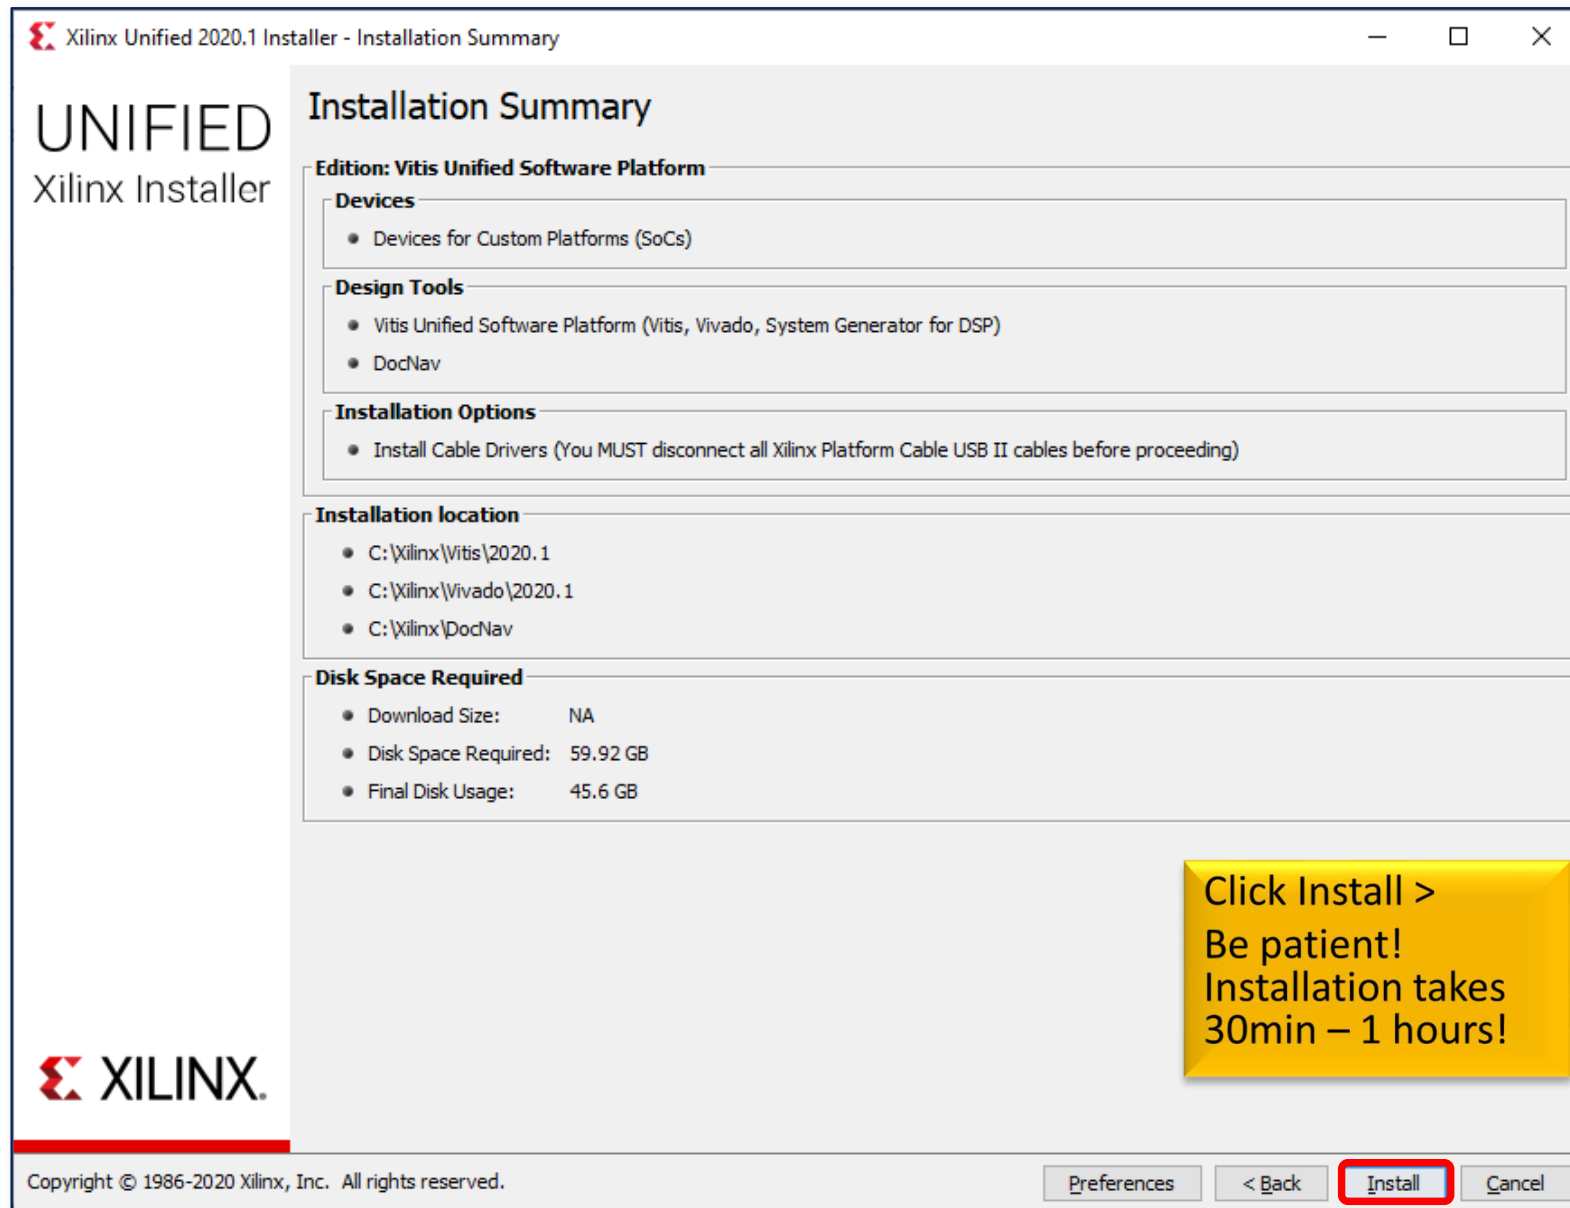 Xilinx Unified 2020.1 Installer - Installation Summary
UNIFIED
Xilinx Installer
Installation Summary
Edition: Vitis Unified Software Platform
Devices
Devices for Custom Platforms (SoCs)
Design Tools
Vitis Unified Software Platform (Vitis, Vivado, System Generator for DSP)
DocNav
Installation Options
Install Cable Drivers (You MUST disconnect all Xilinx Platform Cable USB II cables before proceeding)
Installation location
C:\Xilinx\Vitis\2020.1
C:\Xilinx\Vivado\2020.1
C:\Xilinx\DocNav
Disk Space Required
Download Size: NA
Disk Space Required: 59.92 GB
Final Disk Usage: 45.6 GB
Click Install >
Be patient!
Installation takes
30min – 1 hours!
XILINX.
Copyright © 1986-2020 Xilinx, Inc. All rights reserved.
Preferences
< Back
Install
Cancel